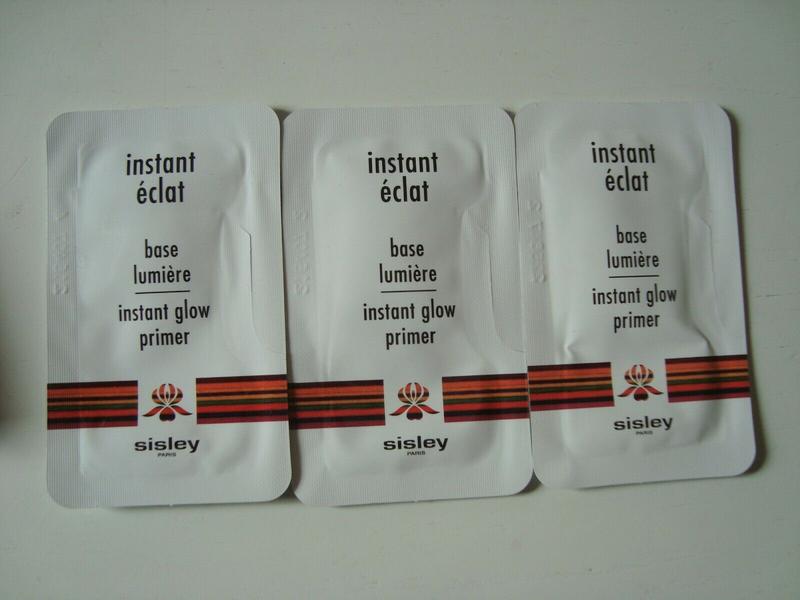 instant
éclat
base
lumière
instant glow
primer
sisley
PARIS
instant
éclat
base
lumière
instant glow
primer
sisley
PARIS
instant
éclat
base
lumière
instant glow
primer
sisley
PARIS